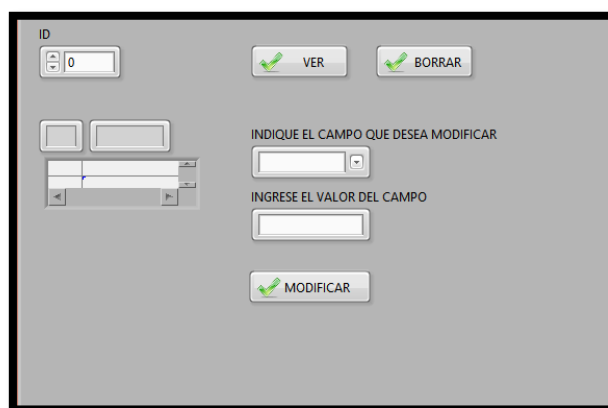 ID
0
VER
BORRAR
INDIQUE EL CAMPO QUE DESEA MODIFICAR
INGRESE EL VALOR DEL CAMPO
MODIFICAR